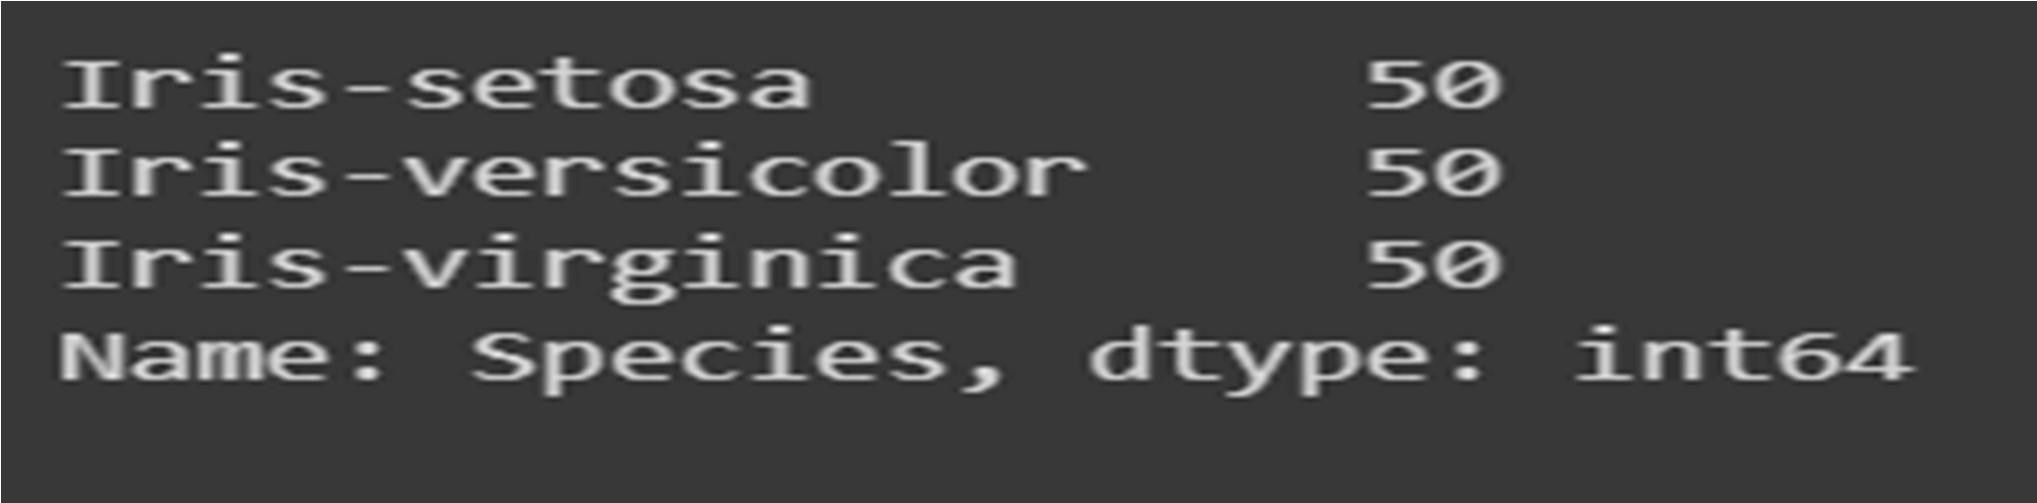 Iris-setosa        50
Iris-versicolor    50
Iris-virginica     50
Name: Species, dtype: int64